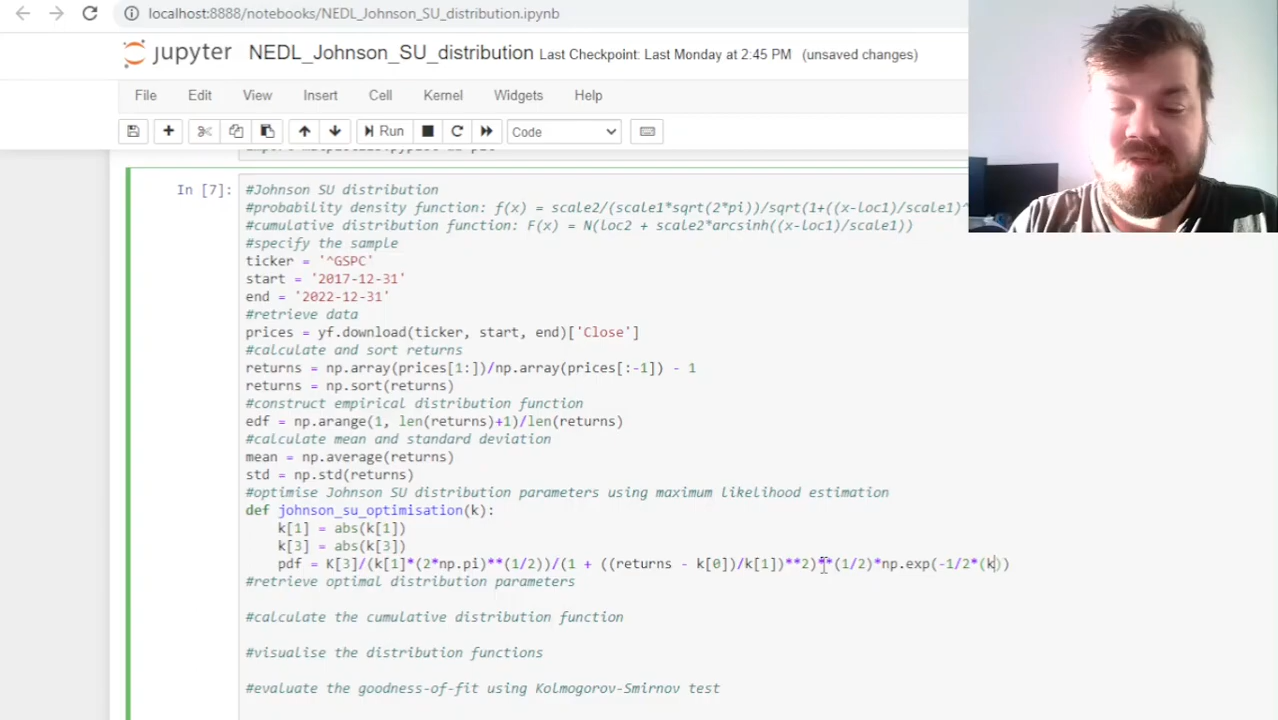 localhost:8888/notebooks/NEDL_Johnson_SU_distribution.ipynb
jupyter NEDL_Johnson_SU_distribution Last Checkpoint: Last Monday at 2:45 PM (unsaved changes)
File Edit View Insert Cell Kernel Widgets Help
Run Code
In [7]:
#Johnson SU distribution
#probability density function: f(x) = scale2/(scale1*sqrt(2*pi))/sqrt(1+((x-loc1)/scale1)^
#cumulative distribution function: F(x) = N(loc2 + scale2*arcsinh((x-loc1)/scale1))
#specify the sample
ticker = '^GSPC'
start = '2017-12-31'
end = '2022-12-31'
#retrieve data
prices = yf.download(ticker, start, end)['Close']
#calculate and sort returns
returns = np.array(prices[1:])/np.array(prices[:-1]) - 1
returns = np.sort(returns)
#construct empirical distribution function
edf = np.arange(1, len(returns)+1)/len(returns)
#calculate mean and standard deviation
mean = np.average(returns)
std = np.std(returns)
#optimise Johnson SU distribution parameters using maximum likelihood estimation
def johnson_su_optimisation(k):
k[1] = abs(k[1])
k[3] = abs(k[3])
pdf = K[3]/(k[1]*(2*np.pi)**(1/2))/(1 + ((returns - k[0])/k[1])**2)**(1/2)*np.exp(-1/2*(k))
#retrieve optimal distribution parameters
#calculate the cumulative distribution function
#visualise the distribution functions
#evaluate the goodness-of-fit using Kolmogorov-Smirnov test